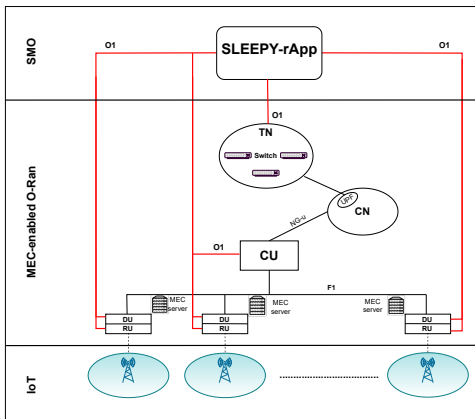 SMO
O1
SLEEPY-rApp
O1
O1
MEC-enabled O-Ran
TN
Switch
UPF
CN
NG-u
O1
CU
F1
MEC
server
MEC
server
MEC
server
DU
RU
DU
RU
DU
RU
IoT